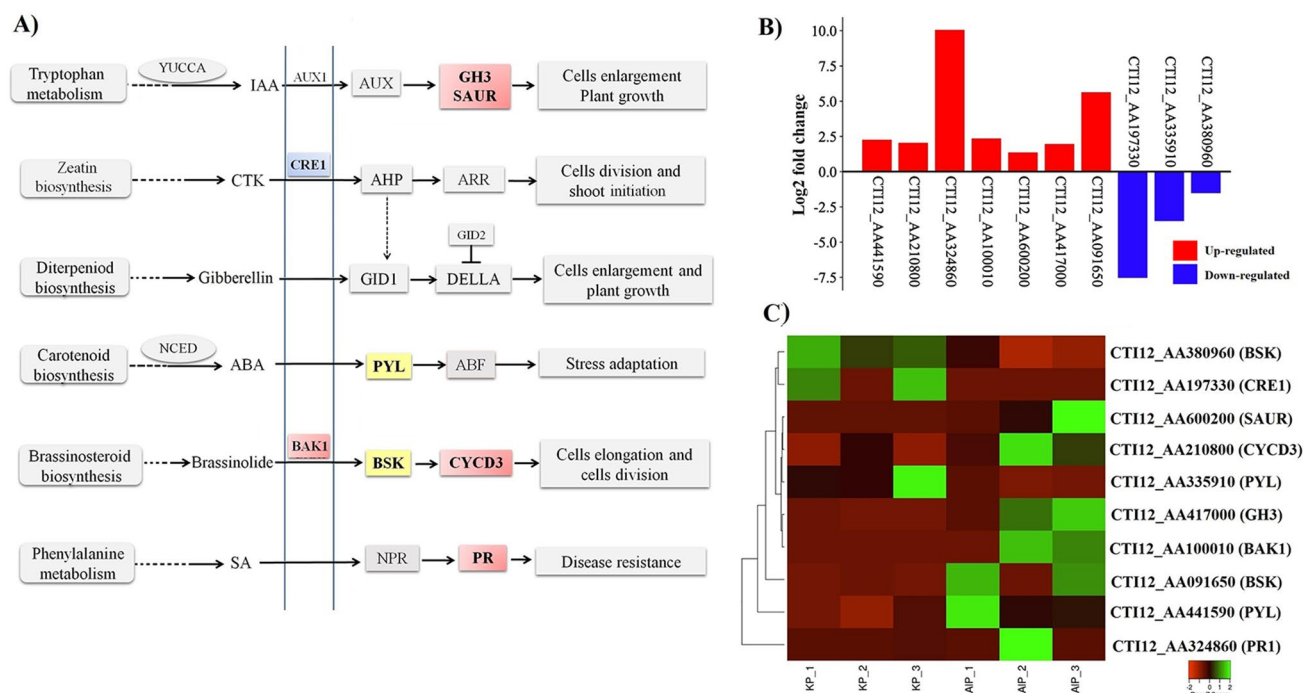 A)
YUCCA
Tryptophan
metabolism
IAA
AUX1
AUX
GH3
SAUR
Cells enlargement
Plant growth
Zeatin
biosynthesis
CTK
CRE1
AHP
ARR
Cells division and
shoot initiation
GID2
Diterpeniod
biosynthesis
Gibberellin
GID1
DELLA
Cells enlargement and
plant growth
NCED
Carotenoid
biosynthesis
ABA
PYL
ABF
Stress adaptation
BAK1
Brassinosteroid
biosynthesis
Brassinolide
BSK
CYCD3
Cells elongation and
cells division
Phenylalanine
metabolism
SA
NPR
PR
Disease resistance
B)
Log2 fold change
10.0
7.5
5.0
2.5
0.0
-2.5
-5.0
-7.5
CTI12_AA441590
CTI12_AA210800
CTI12_AA324860
CTI12_AA100010
CTI12_AA600200
CTI12_AA417000
CTI12_AA091650
CTI12_AA197330
CTI12_AA335910
CTI12_AA380960
Up-regulated
Down-regulated
C)
CTI12_AA380960 (BSK)
CTI12_AA197330 (CRE1)
CTI12_AA600200 (SAUR)
CTI12_AA210800 (CYCD3)
CTI12_AA335910 (PYL)
CTI12_AA417000 (GH3)
CTI12_AA100010 (BAK1)
CTI12_AA091650 (BSK)
CTI12_AA441590 (PYL)
CTI12_AA324860 (PR1)
KP_1
KP_2
KP_3
AIP_1
AIP_2
AIP_3
-2 0 1 2